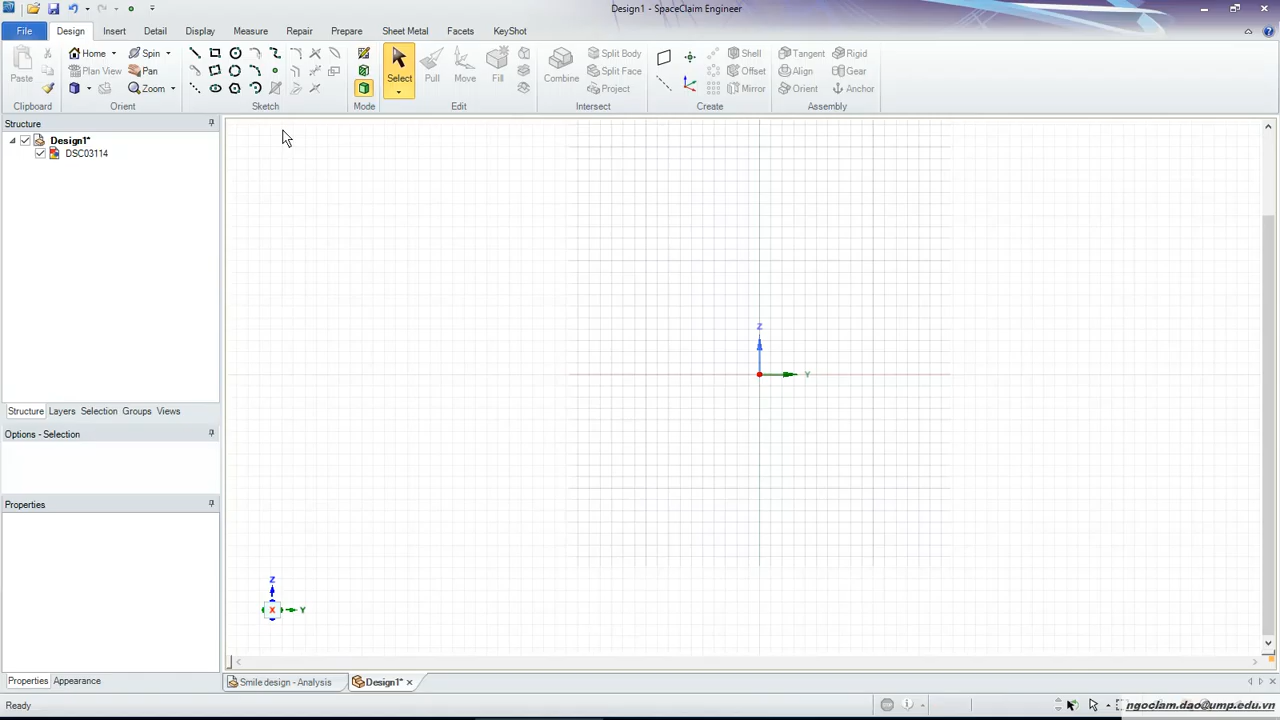 Design1 - SpaceClaim Engineer
File Design Insert Detail Display Measure Repair Prepare Sheet Metal Facets KeyShot
Paste Home Plan View Spin Pan Zoom Select Pull Move Fill Combine Split Body Split Face Project Shell Offset Mirror Tangent Align Orient Rigid Gear Anchor
Clipboard Orient Sketch Mode Edit Intersect Create Assembly
Structure
Design1*
DSC03114
Z
Y
Structure Layers Selection Groups Views
Options - Selection
Properties
Z
X Y
Properties Appearance
Smile design - Analysis Design1*
Ready
ngoclam.dao@ump.edu.vn